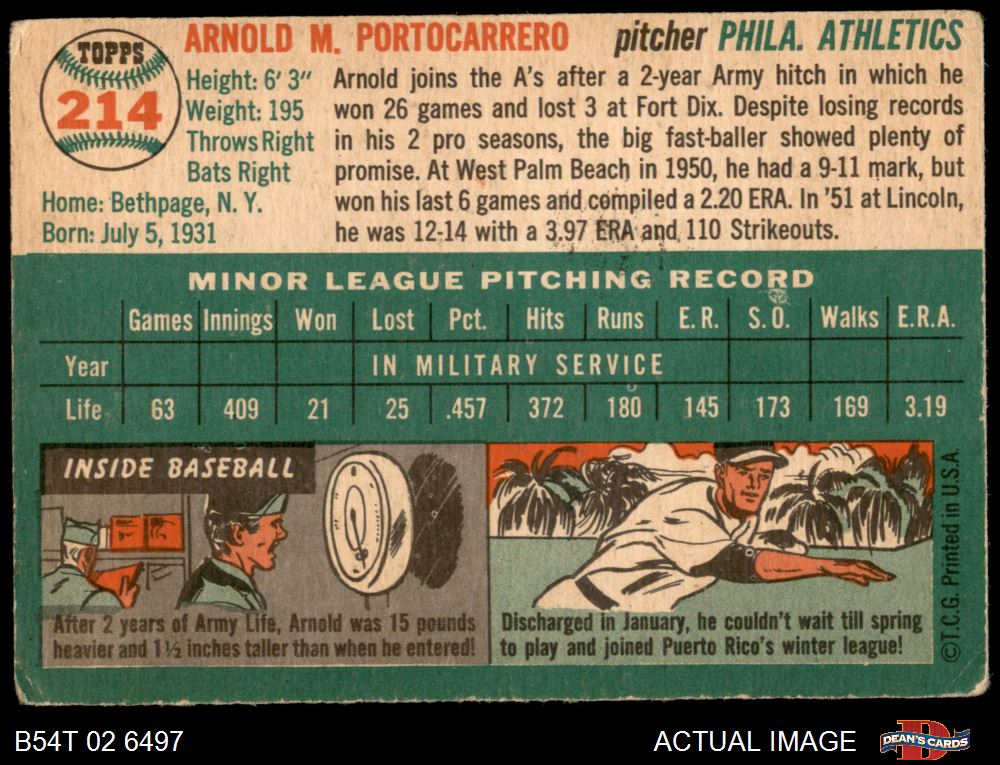 TOPPS
214
ARNOLD M. PORTOCARRERO pitcher PHILA. ATHLETICS
Height: 6' 3"
Weight: 195
Throws Right
Bats Right
Home: Bethpage, N. Y.
Born: July 5, 1931
Arnold joins the A's after a 2-year Army hitch in which he
won 26 games and lost 3 at Fort Dix. Despite losing records
in his 2 pro seasons, the big fast-baller showed plenty of
promise. At West Palm Beach in 1950, he had a 9-11 mark, but
won his last 6 games and compiled a 2.20 ERA. In '51 at Lincoln,
he was 12-14 with a 3.97 ERA and 110 Strikeouts.
MINOR LEAGUE PITCHING RECORD
Games Innings Won Lost Pct. Hits Runs E. R. S. O. Walks E.R.A.
Year IN MILITARY SERVICE
Life 63 409 21 25 .457 372 180 145 173 169 3.19
INSIDE BASEBALL
After 2 years of Army Life, Arnold was 15 pounds
heavier and 1½ inches taller than when he entered!
Discharged in January, he couldn't wait till spring
to play and joined Puerto Rico's winter league!
©T.C.G. Printed in U.S.A.
B54T 02 6497
ACTUAL IMAGE
DEAN'S CARDS